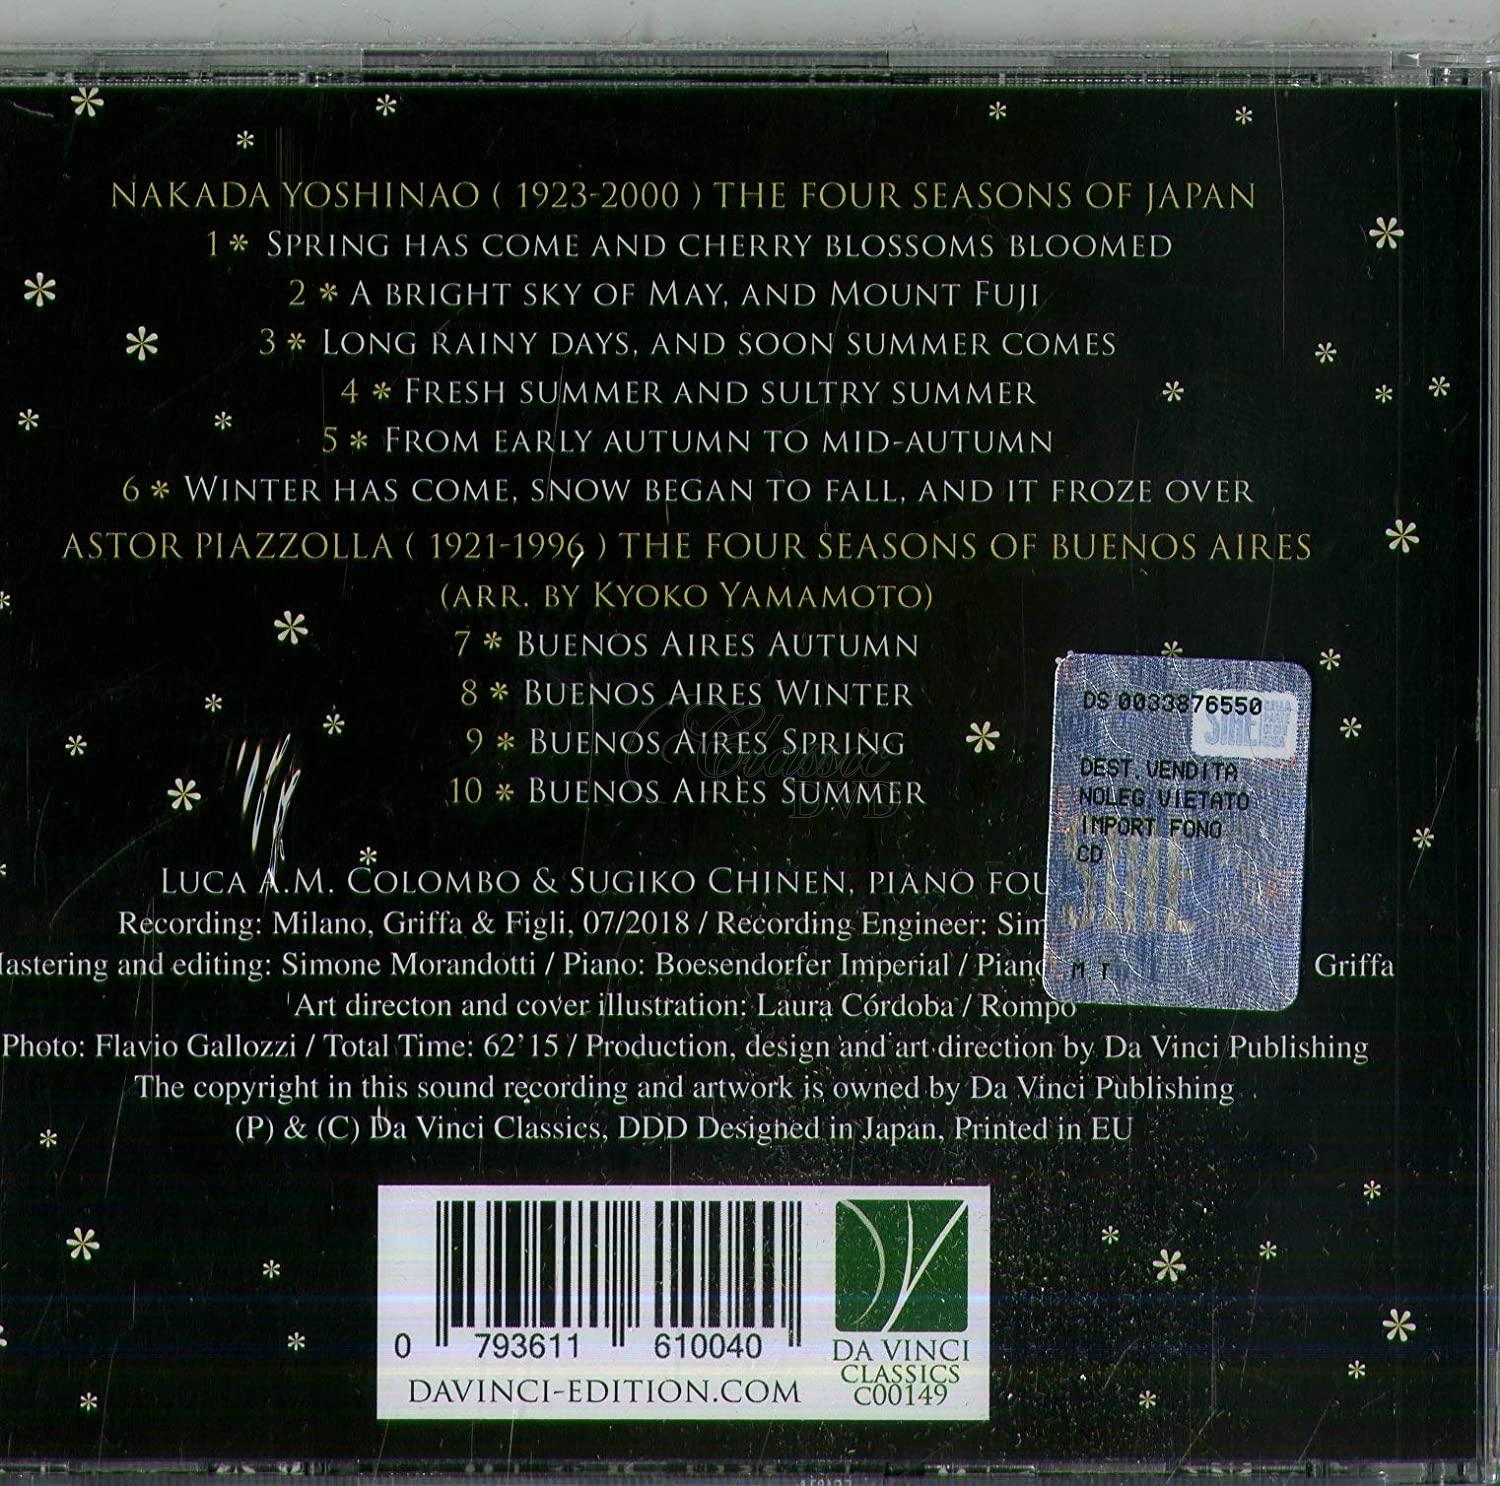 NAKADA YOSHINAO ( 1923-2000 ) THE FOUR SEASONS OF JAPAN
1 * SPRING HAS COME AND CHERRY BLOSSOMS BLOOMED
2 * A BRIGHT SKY OF MAY, AND MOUNT FUJI
3 * LONG RAINY DAYS, AND SOON SUMMER COMES
4 * FRESH SUMMER AND SULTRY SUMMER
5 * FROM EARLY AUTUMN TO MID-AUTUMN
6 * WINTER HAS COME, SNOW BEGAN TO FALL, AND IT FROZE OVER
ASTOR PIAZZOLLA ( 1921-1996 ) THE FOUR SEASONS OF BUENOS AIRES
(ARR. BY KYOKO YAMAMOTO)
7 * BUENOS AIRES AUTUMN
8 * BUENOS AIRES WINTER
9 * BUENOS AIRES SPRING
10 * BUENOS AIRES SUMMER
Classic
DVD
DS 0033876550
DEST.VENDITA
NOLEG.VIETATO
IMPORT FONO
CD
M T
LUCA A.M. COLOMBO & SUGIKO CHINEN, PIANO FOU
Recording: Milano, Griffa & Figli, 07/2018 / Recording Engineer: Sim
astering and editing: Simone Morandotti / Piano: Boesendorfer Imperial / Piano Griffa
Art directon and cover illustration: Laura Córdoba / Rompo
Photo: Flavio Gallozzi / Total Time: 62'15 / Production, design and art direction by Da Vinci Publishing
The copyright in this sound recording and artwork is owned by Da Vinci Publishing
(P) & (C) Da Vinci Classics, DDD Designed in Japan, Printed in EU
0 793611 610040
DAVINCI-EDITION.COM
DA VINCI
CLASSICS
C00149